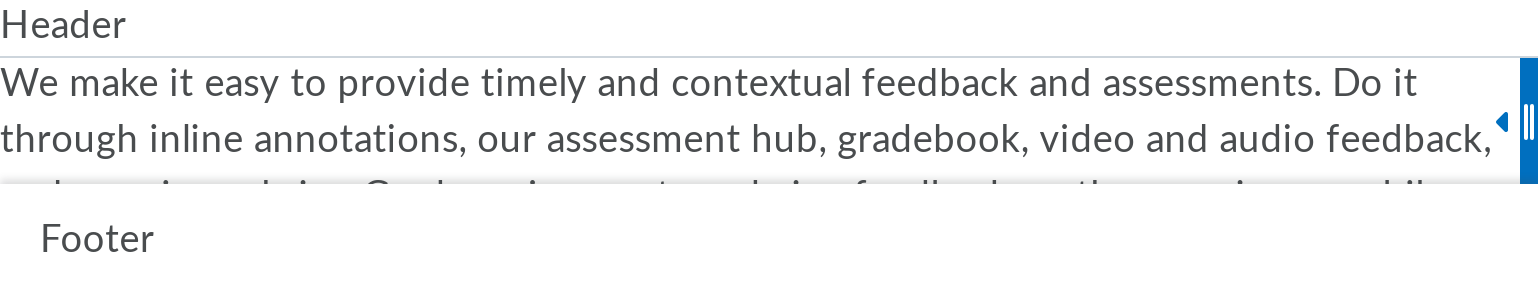 Header
We make it easy to provide timely and contextual feedback and assessments. Do it
through inline annotations, our assessment hub, gradebook, video and audio feedback,
Footer